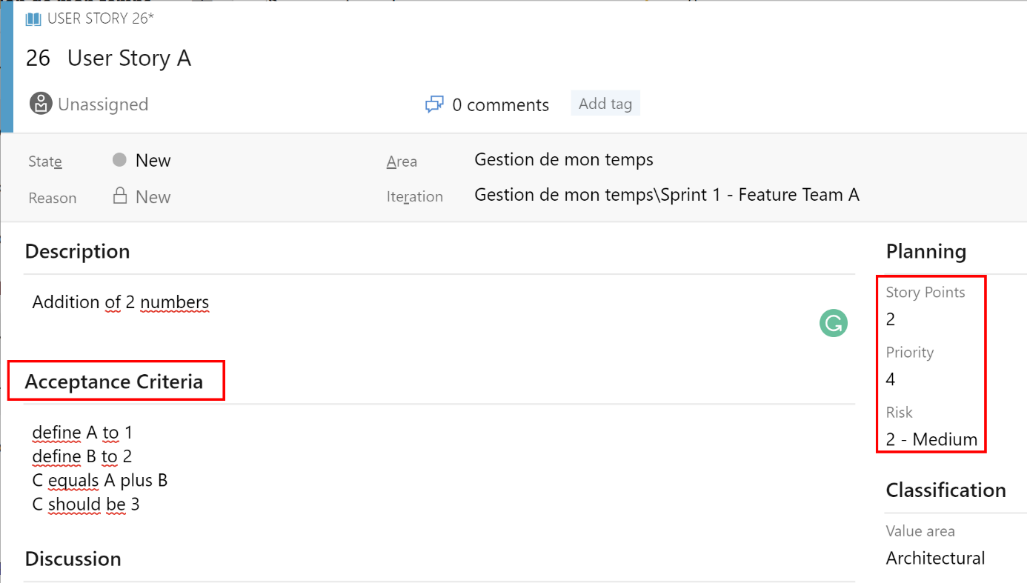 USER STORY 26*
26 User Story A
Unassigned
0 comments
Add tag
State
New
Area
Gestion de mon temps
Reason
New
Iteration
Gestion de mon temps\Sprint 1 - Feature Team A
Description
Addition of 2 numbers
Acceptance Criteria
define A to 1
define B to 2
C equals A plus B
C should be 3
Discussion
Planning
Story Points
2
Priority
4
Risk
2 - Medium
Classification
Value area
Architectural